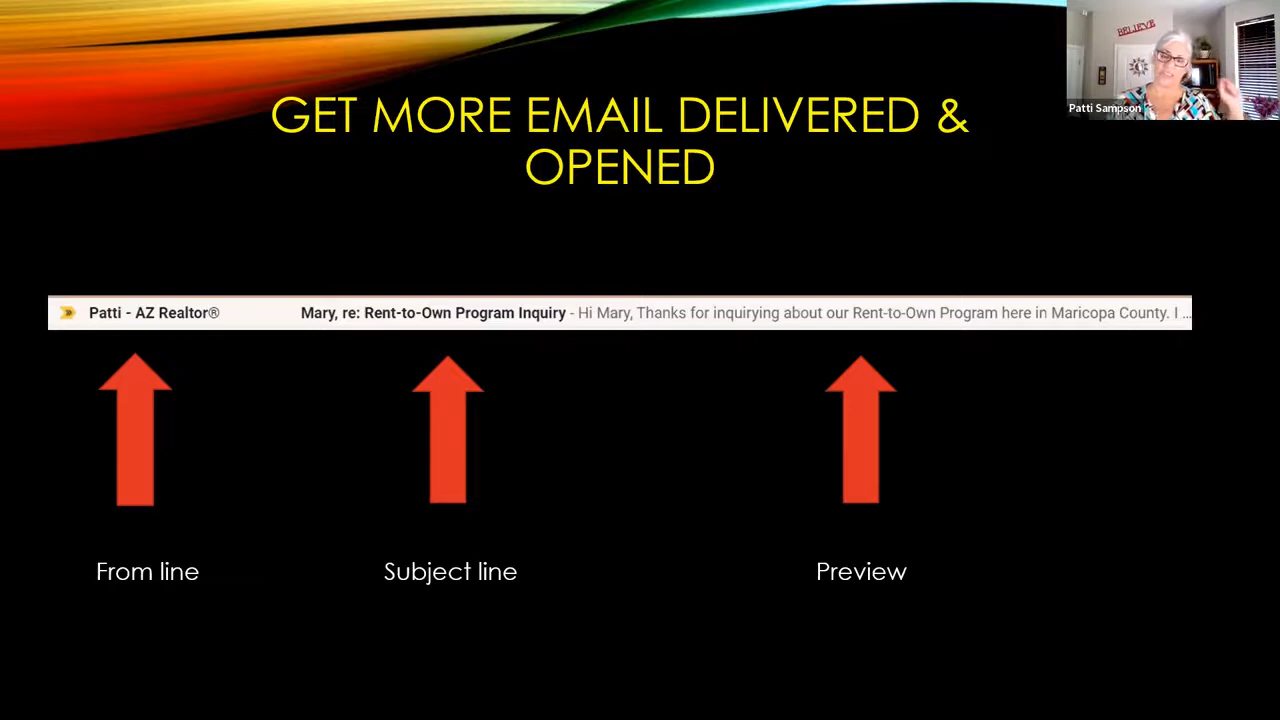 BELIEVE
Patti Sampson
GET MORE EMAIL DELIVERED &
OPENED
Patti - AZ Realtor® Mary, re: Rent-to-Own Program Inquiry - Hi Mary, Thanks for inquirying about our Rent-to-Own Program here in Maricopa County. I ...
From line Subject line Preview